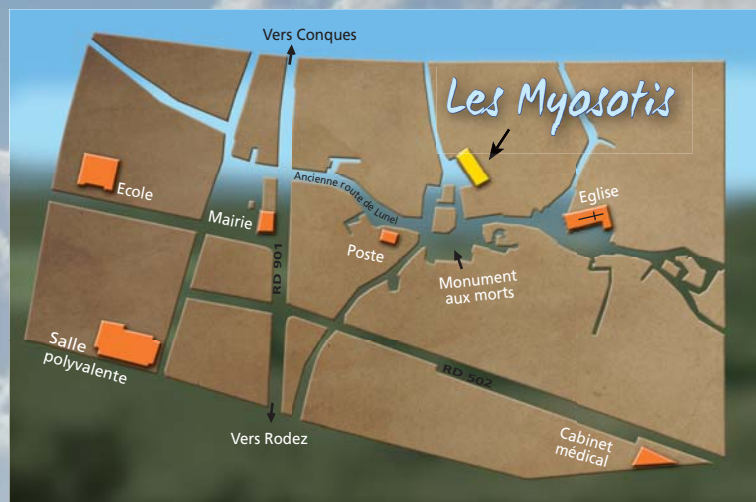 Vers Conques
Les Myosotis
Ancienne route de Lunel
Ecole
Eglise
Mairie
Poste
RD 901
Monument
aux morts
Salle
polyvalente
RD 502
Vers Rodez
Cabinet
médical